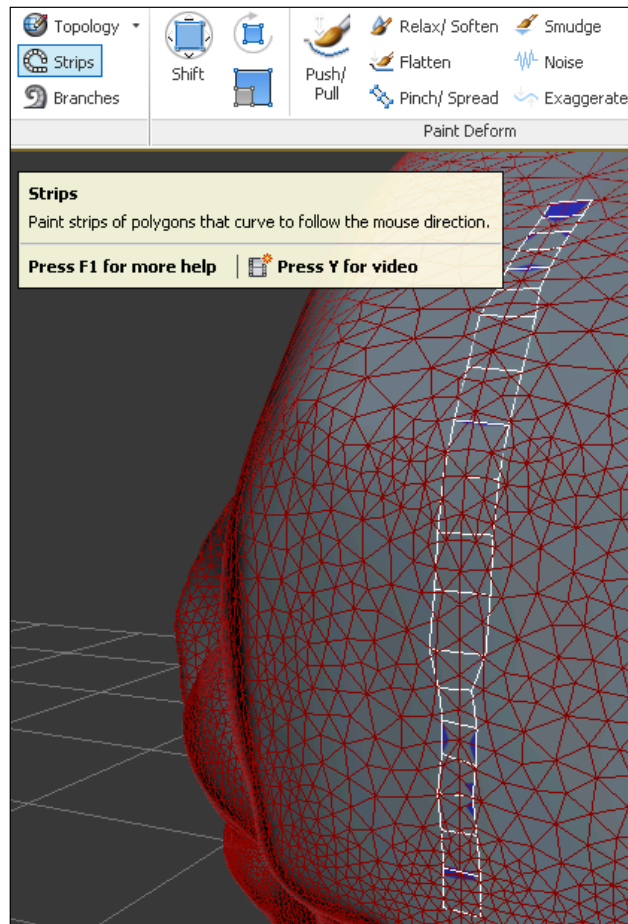 Topology
Strips
Branches
Shift
Push/
Pull
Relax/ Soften
Flatten
Pinch/ Spread
Smudge
Noise
Exaggerate
Paint Deform
Strips
Paint strips of polygons that curve to follow the mouse direction.
Press F1 for more help
Press Y for video